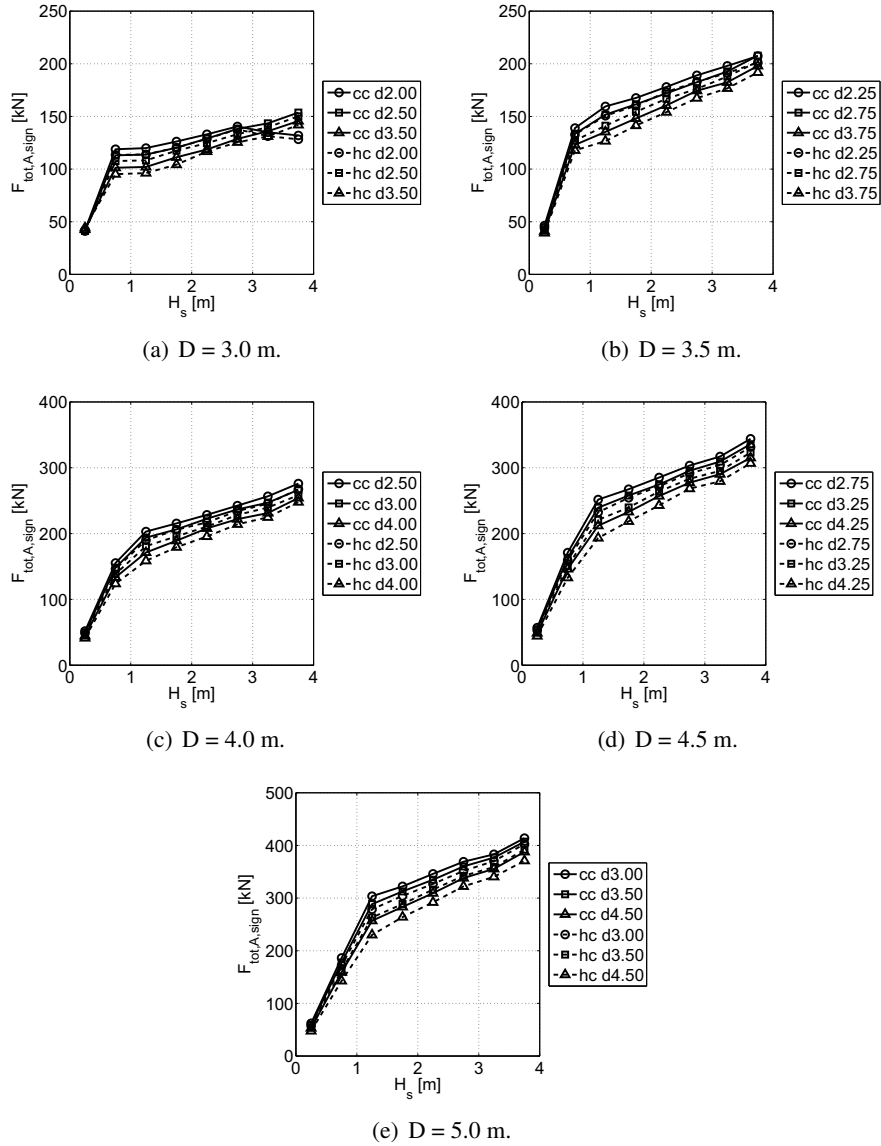 250
200
150
100
50
0
F_tot,A,sign [kN]
0 1 2 3 4
H_s [m]
cc d2.00
cc d2.50
cc d3.50
hc d2.00
hc d2.50
hc d3.50
(a) D = 3.0 m.
250
200
150
100
50
0
F_tot,A,sign [kN]
0 1 2 3 4
H_s [m]
cc d2.25
cc d2.75
cc d3.75
hc d2.25
hc d2.75
hc d3.75
(b) D = 3.5 m.
400
300
200
100
0
F_tot,A,sign [kN]
0 1 2 3 4
H_s [m]
cc d2.50
cc d3.00
cc d4.00
hc d2.50
hc d3.00
hc d4.00
(c) D = 4.0 m.
400
300
200
100
0
F_tot,A,sign [kN]
0 1 2 3 4
H_s [m]
cc d2.75
cc d3.25
cc d4.25
hc d2.75
hc d3.25
hc d4.25
(d) D = 4.5 m.
500
400
300
200
100
0
F_tot,A,sign [kN]
0 1 2 3 4
H_s [m]
cc d3.00
cc d3.50
cc d4.50
hc d3.00
hc d3.50
hc d4.50
(e) D = 5.0 m.